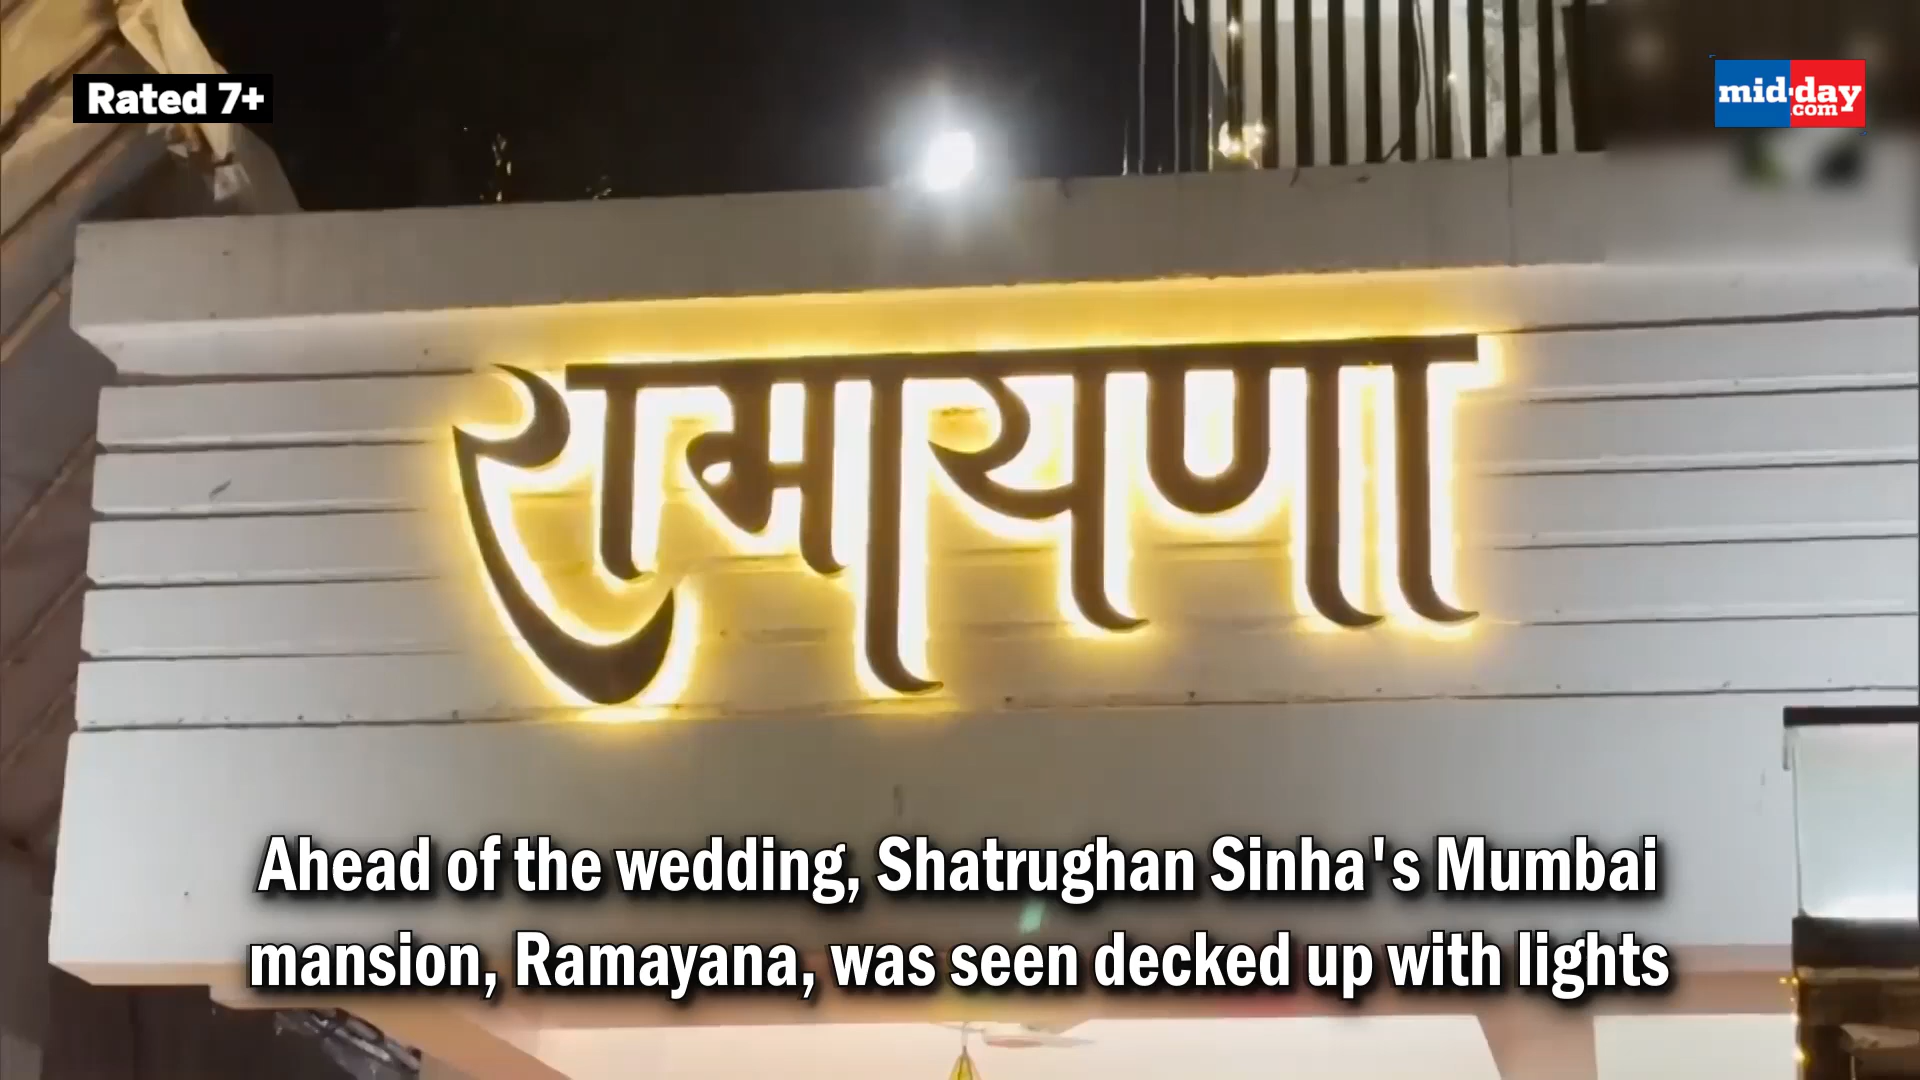 Rated 7+
mid-day
.com
रामायणा
Ahead of the wedding, Shatrughan Sinha's Mumbai
mansion, Ramayana, was seen decked up with lights